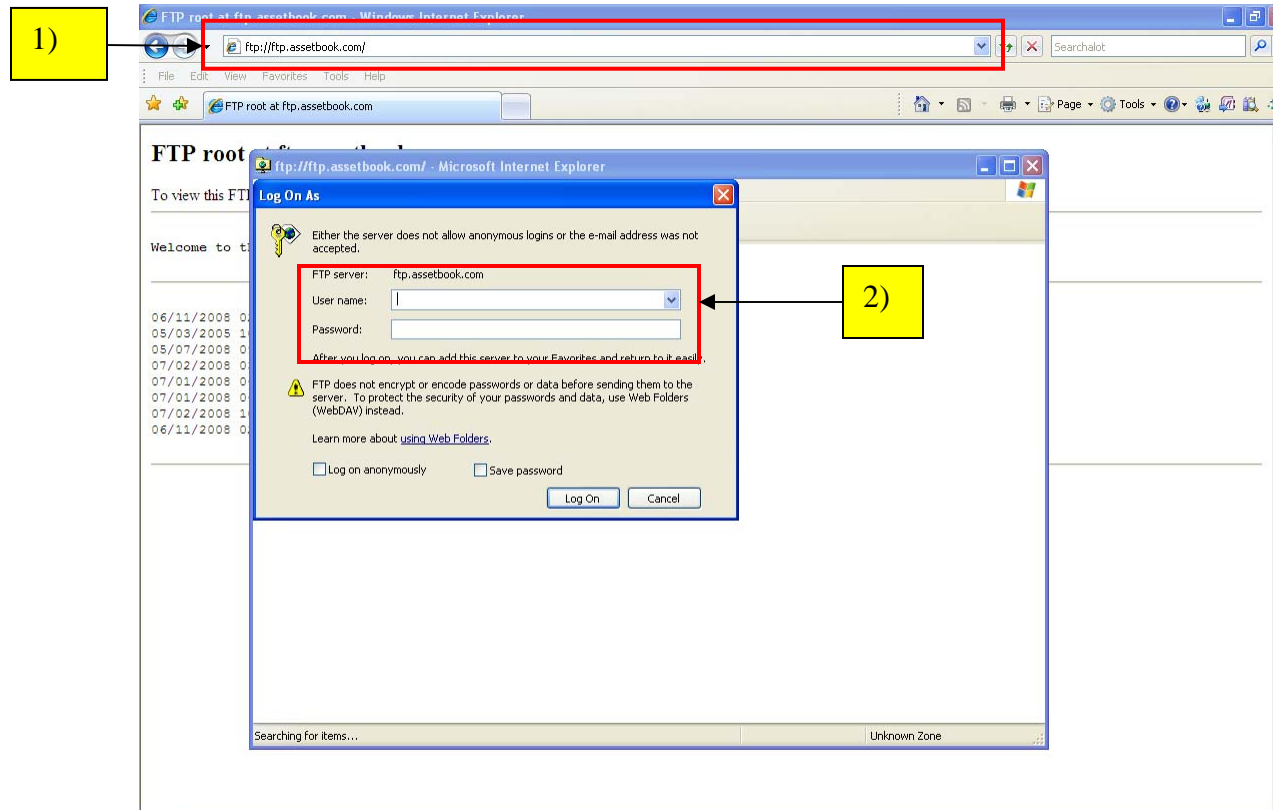 FTP root at ftp.assetbook.com - Windows Internet Explorer
1)
ftp://ftp.assetbook.com/
Searchalot
File Edit View Favorites Tools Help
FTP root at ftp.assetbook.com
Page Tools
FTP root
ftp://ftp.assetbook.com/ - Microsoft Internet Explorer
To view this FTP
Log On As
Either the server does not allow anonymous logins or the e-mail address was not
accepted.
Welcome to
FTP server: ftp.assetbook.com
User name:
2)
Password:
After you log on, you can add this server to your Favorites and return to it easily.
06/11/2008
05/03/2005
05/07/2008
07/02/2008
07/01/2008
07/01/2008
07/02/2008
06/11/2008
FTP does not encrypt or encode passwords or data before sending them to the
server. To protect the security of your passwords and data, use Web Folders
(WebDAV) instead.
Learn more about using Web Folders.
Log on anonymously Save password
Log On Cancel
Searching for items... Unknown Zone